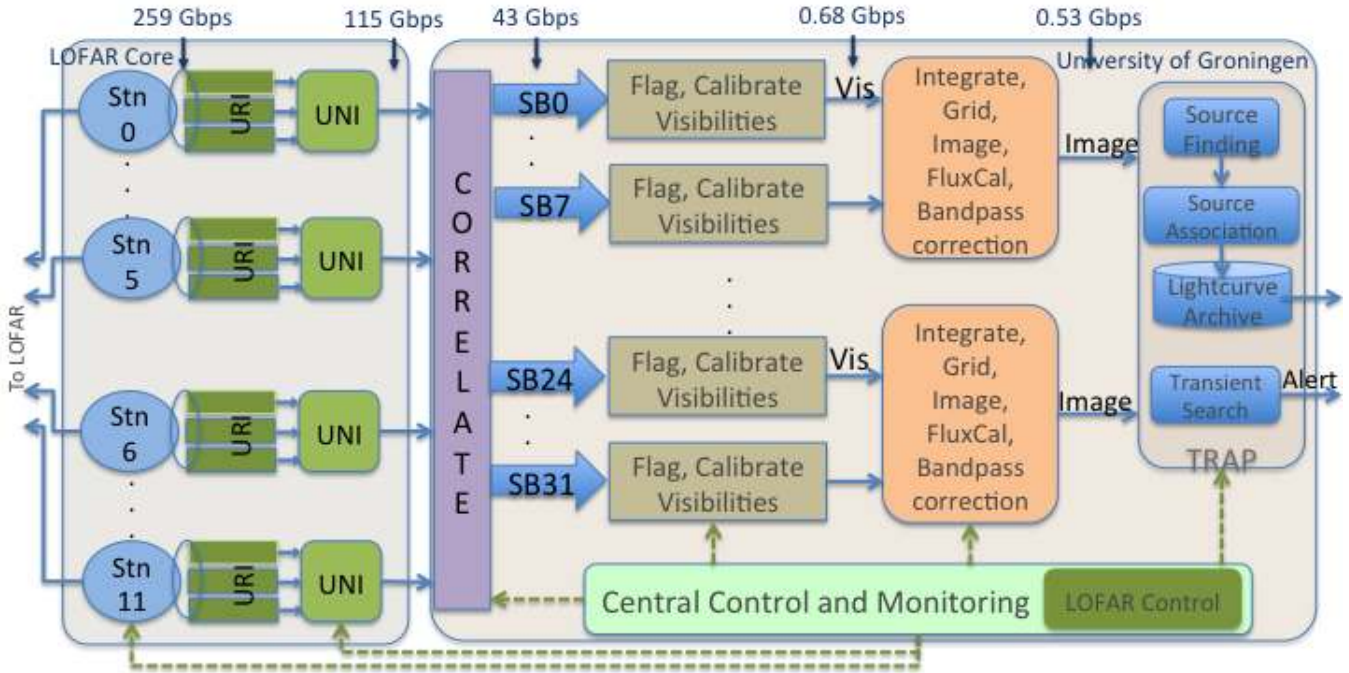 259 Gbps
115 Gbps
43 Gbps
0.68 Gbps
0.53 Gbps
LOFAR Core
University of Groningen
Stn
0
URI
UNI
Stn
5
URI
UNI
Stn
6
URI
UNI
Stn
11
URI
UNI
To LOFAR
C
O
R
R
E
L
A
T
E
SB0
SB7
SB24
SB31
Flag, Calibrate
Visibilities
Flag, Calibrate
Visibilities
Flag, Calibrate
Visibilities
Flag, Calibrate
Visibilities
Vis
Vis
Integrate,
Grid,
Image,
FluxCal,
Bandpass
correction
Integrate,
Grid,
Image,
FluxCal,
Bandpass
correction
Image
Image
Source
Finding
Source
Association
Lightcurve
Archive
Transient
Search
Alert
TRAP
Central Control and Monitoring
LOFAR Control